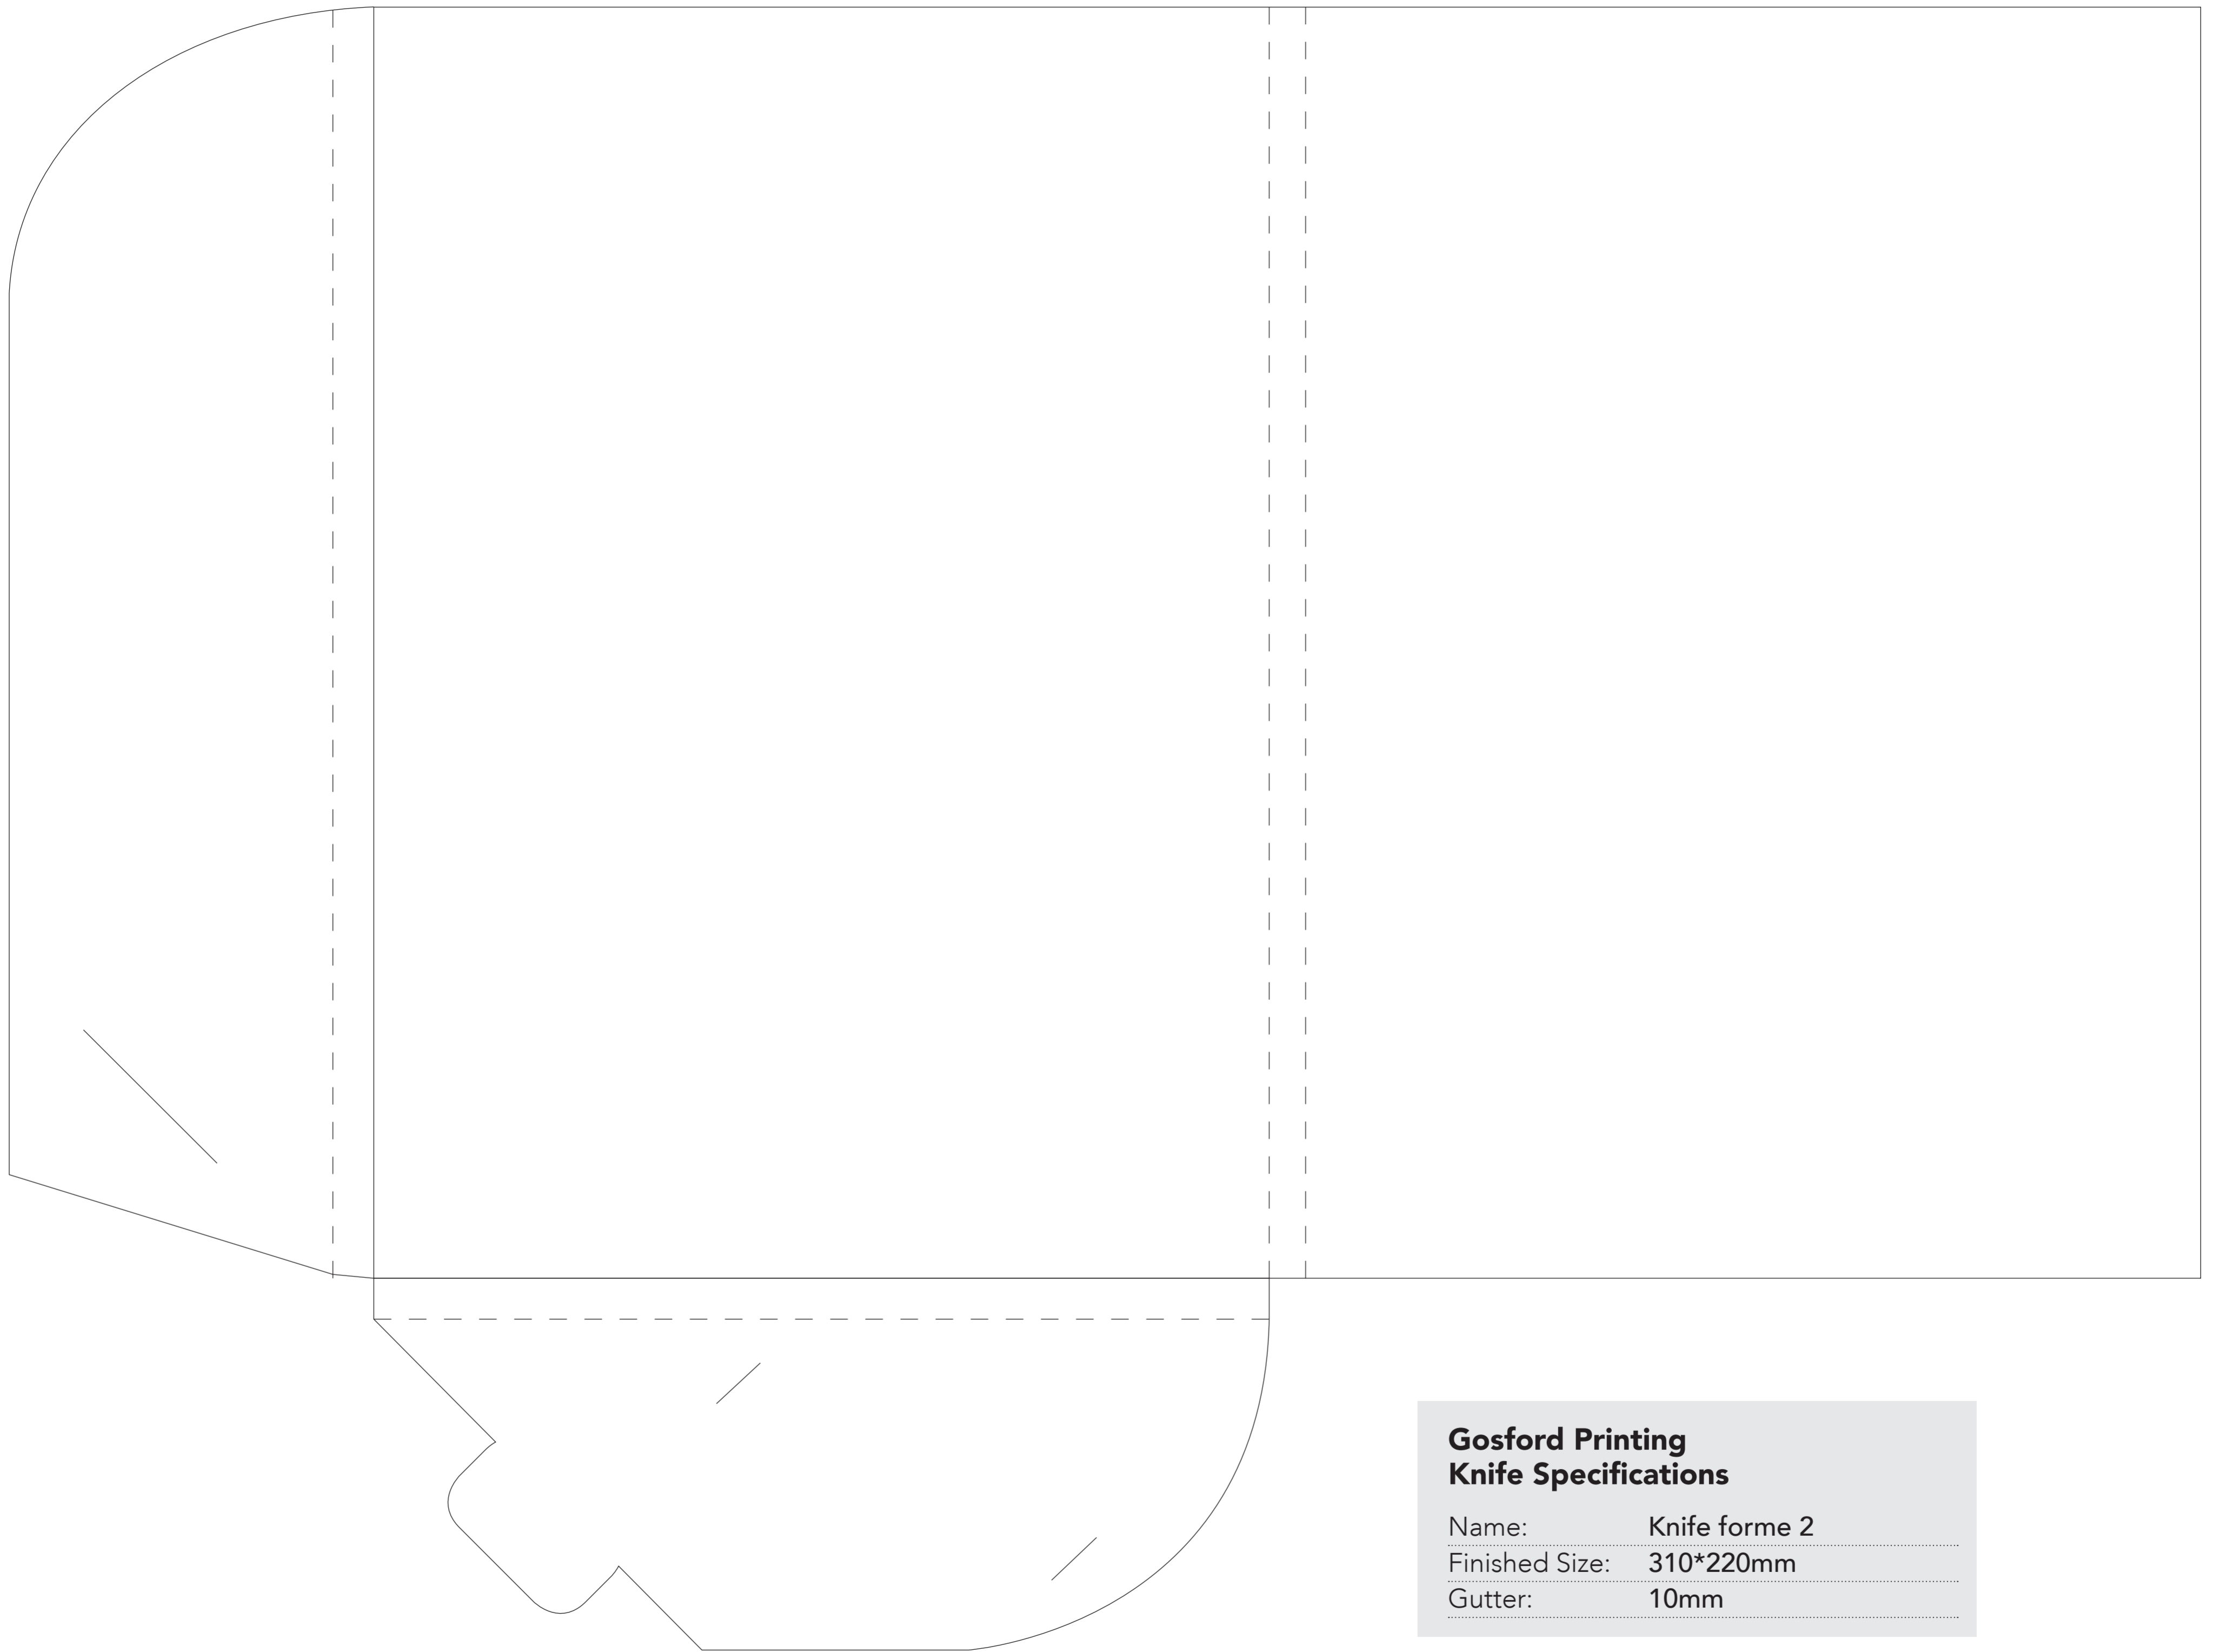 Gosford Printing
Knife Specifications
Name: Knife forme 2
Finished Size: 310*220mm
Gutter: 10mm